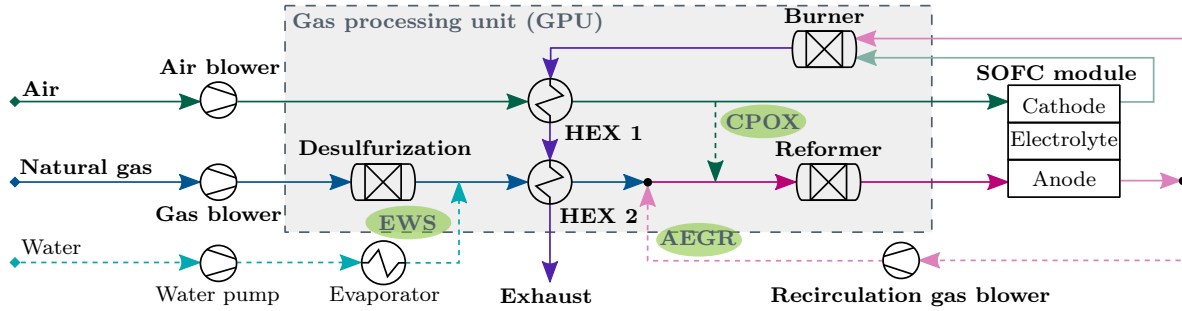 Gas processing unit (GPU)
Burner
Air blower
SOFC module
Air
Cathode
CPOX
HEX 1
Electrolyte
Desulfurization
Reformer
Natural gas
Anode
Gas blower
HEX 2
EWS
AEGR
Water
Water pump
Evaporator
Exhaust
Recirculation gas blower